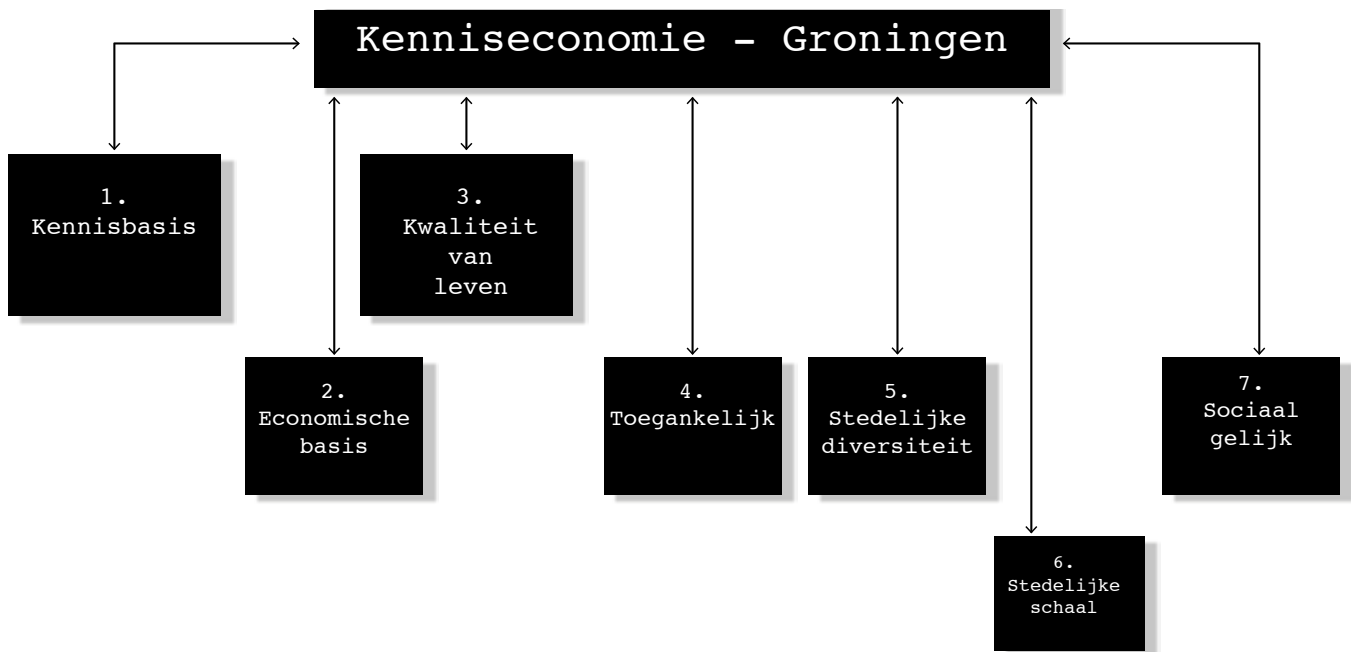 Kenniseconomie – Groningen
1.
Kennisbasis
2.
Economische
basis
3.
Kwaliteit
van
leven
4.
Toegankelijk
5.
Stedelijke
diversiteit
6.
Stedelijke
schaal
7.
Sociaal
gelijk